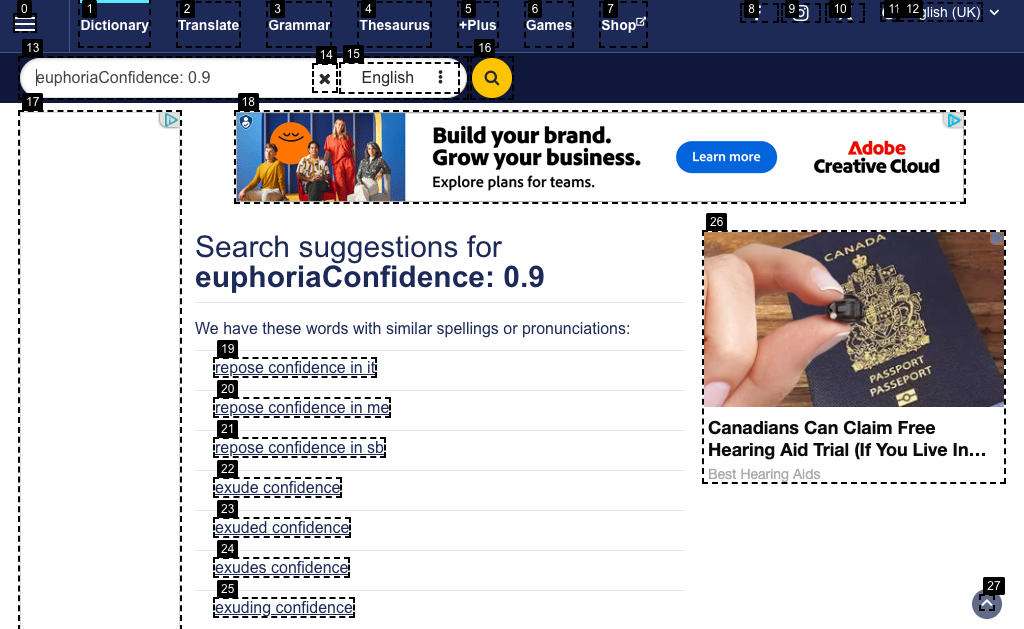 0
1
2
3
4
5
6
7
8
9
10
11
12
Dictionary
Translate
Grammar
Thesaurus
+Plus
Games
Shop
glish (UK)
13
14
15
16
euphoriaConfidence: 0.9
English
17
18
Build your brand.
Grow your business.
Explore plans for teams.
Learn more
Adobe
Creative Cloud
Search suggestions for
euphoriaConfidence: 0.9
We have these words with similar spellings or pronunciations:
19
repose confidence in it
20
repose confidence in me
21
repose confidence in sb
22
exude confidence
23
exuded confidence
24
exudes confidence
25
exuding confidence
26
CANADA
PASSPORT
PASSEPORT
Canadians Can Claim Free
Hearing Aid Trial (If You Live In...
Best Hearing Aids
27